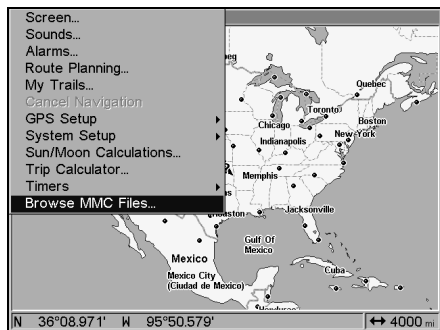 Screen...
Sounds...
Alarms...
Route Planning...
My Trails...
Cancel Navigation
GPS Setup
System Setup
Sun/Moon Calculations...
Trip Calculator...
Timers
Browse MMC Files...
Quebec
Toronto
Boston
Chicago
New York
Indianapolis
Memphis
Jacksonville
Houston
Gulf Of
Mexico
Mexico
Cuba
Mexico City
(Ciudad de Mexico)
Honduras
N 36°08.971' W 95°50.579' ↔ 4000 mi